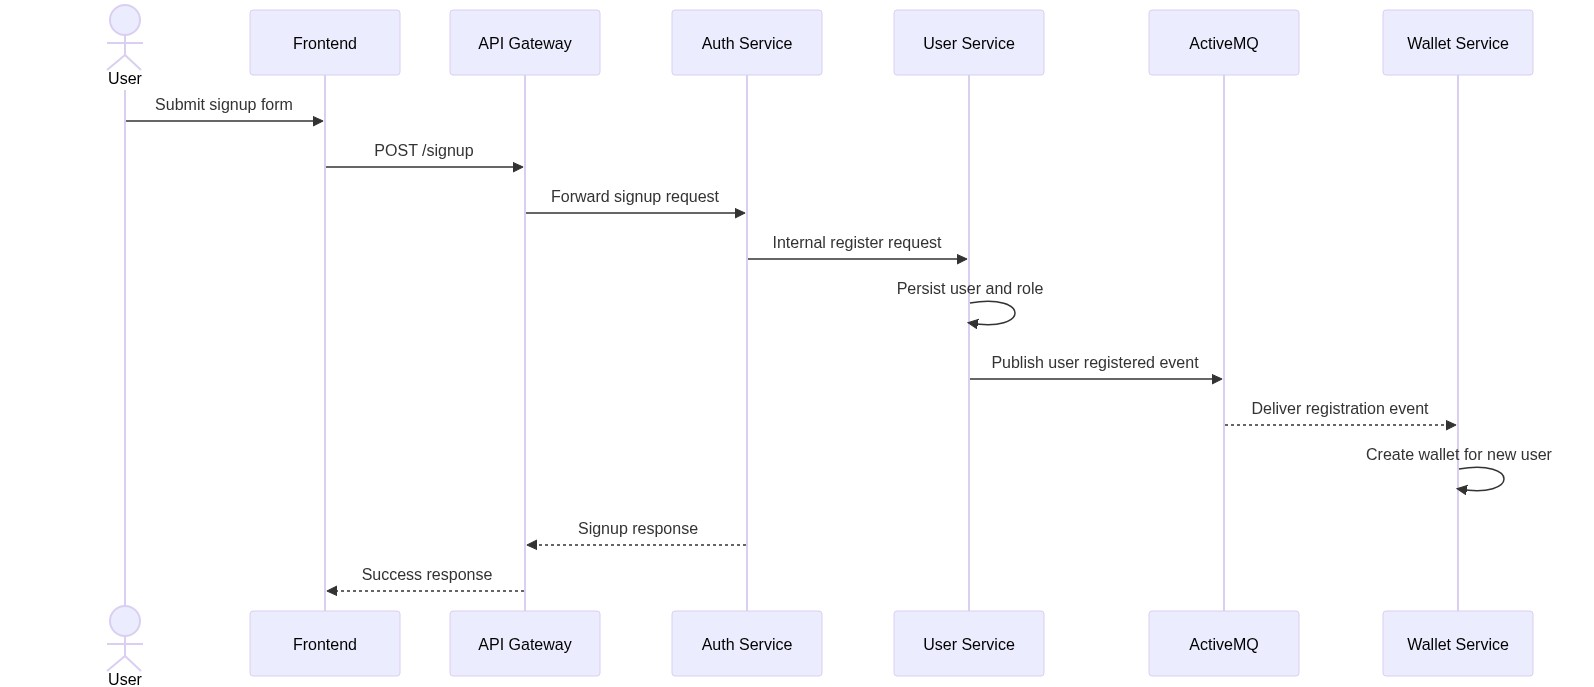 User
Frontend
API Gateway
Auth Service
User Service
ActiveMQ
Wallet Service
Submit signup form
POST /signup
Forward signup request
Internal register request
Persist user and role
Publish user registered event
Deliver registration event
Create wallet for new user
Signup response
Success response
User
Frontend
API Gateway
Auth Service
User Service
ActiveMQ
Wallet Service